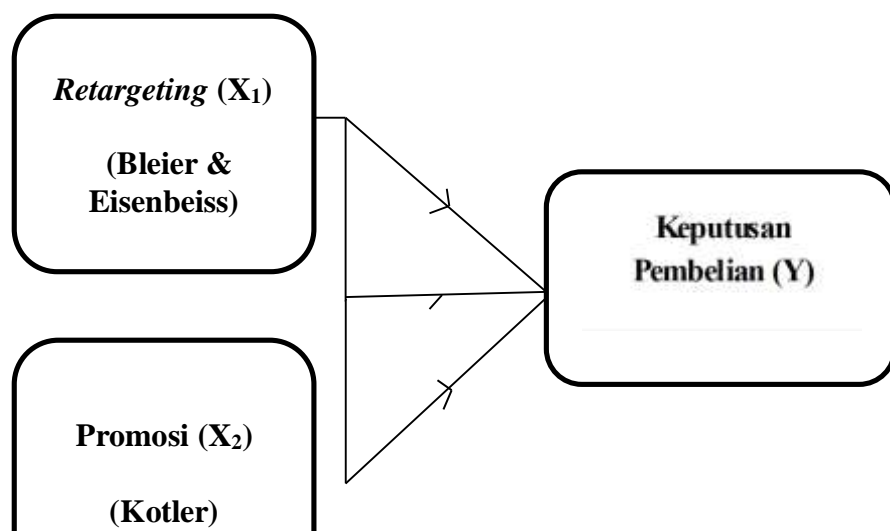 Retargeting (X₁)
(Bleier &
Eisenbeiss)
Keputusan
Pembelian (Y)
Promosi (X₂)
(Kotler)